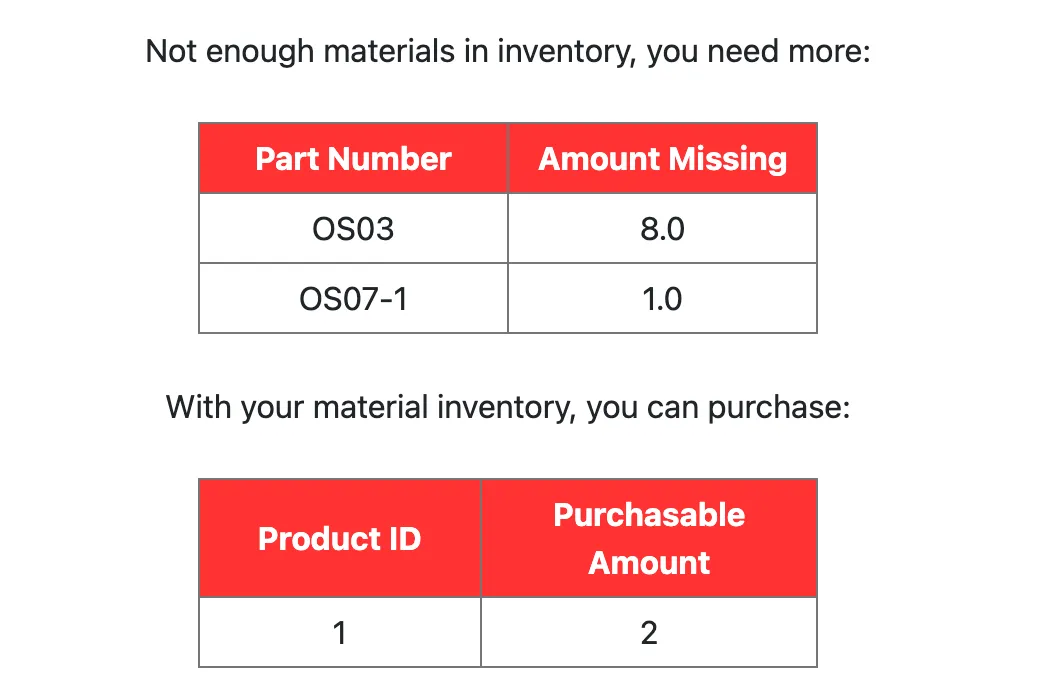 Not enough materials in inventory, you need more:
Part Number Amount Missing
OS03 8.0
OS07-1 1.0
With your material inventory, you can purchase:
Product ID Purchasable Amount
1 2